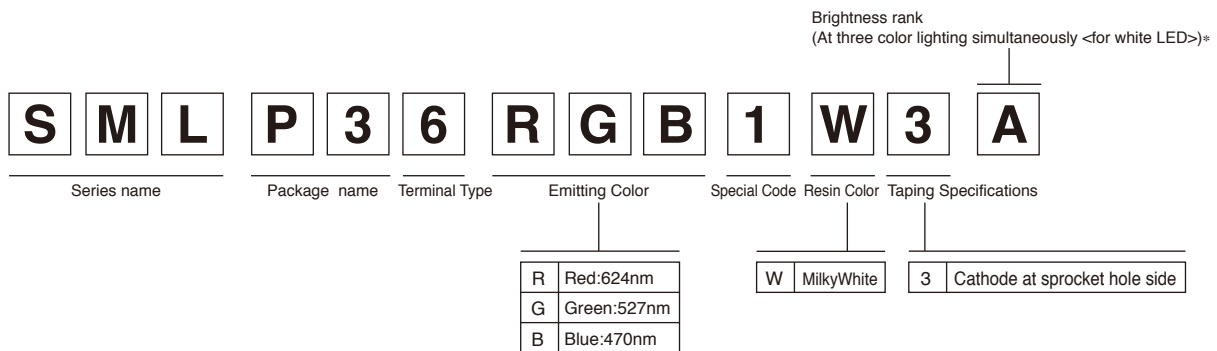 Brightness rank
(At three color lighting simultaneously <for white LED>)*
S M L P 3 6 R G B 1 W 3 A
Series name Package name Terminal Type Emitting Color Special Code Resin Color Taping Specifications
R Red:624nm W MilkyWhite 3 Cathode at sprocket hole side
G Green:527nm
B Blue:470nm